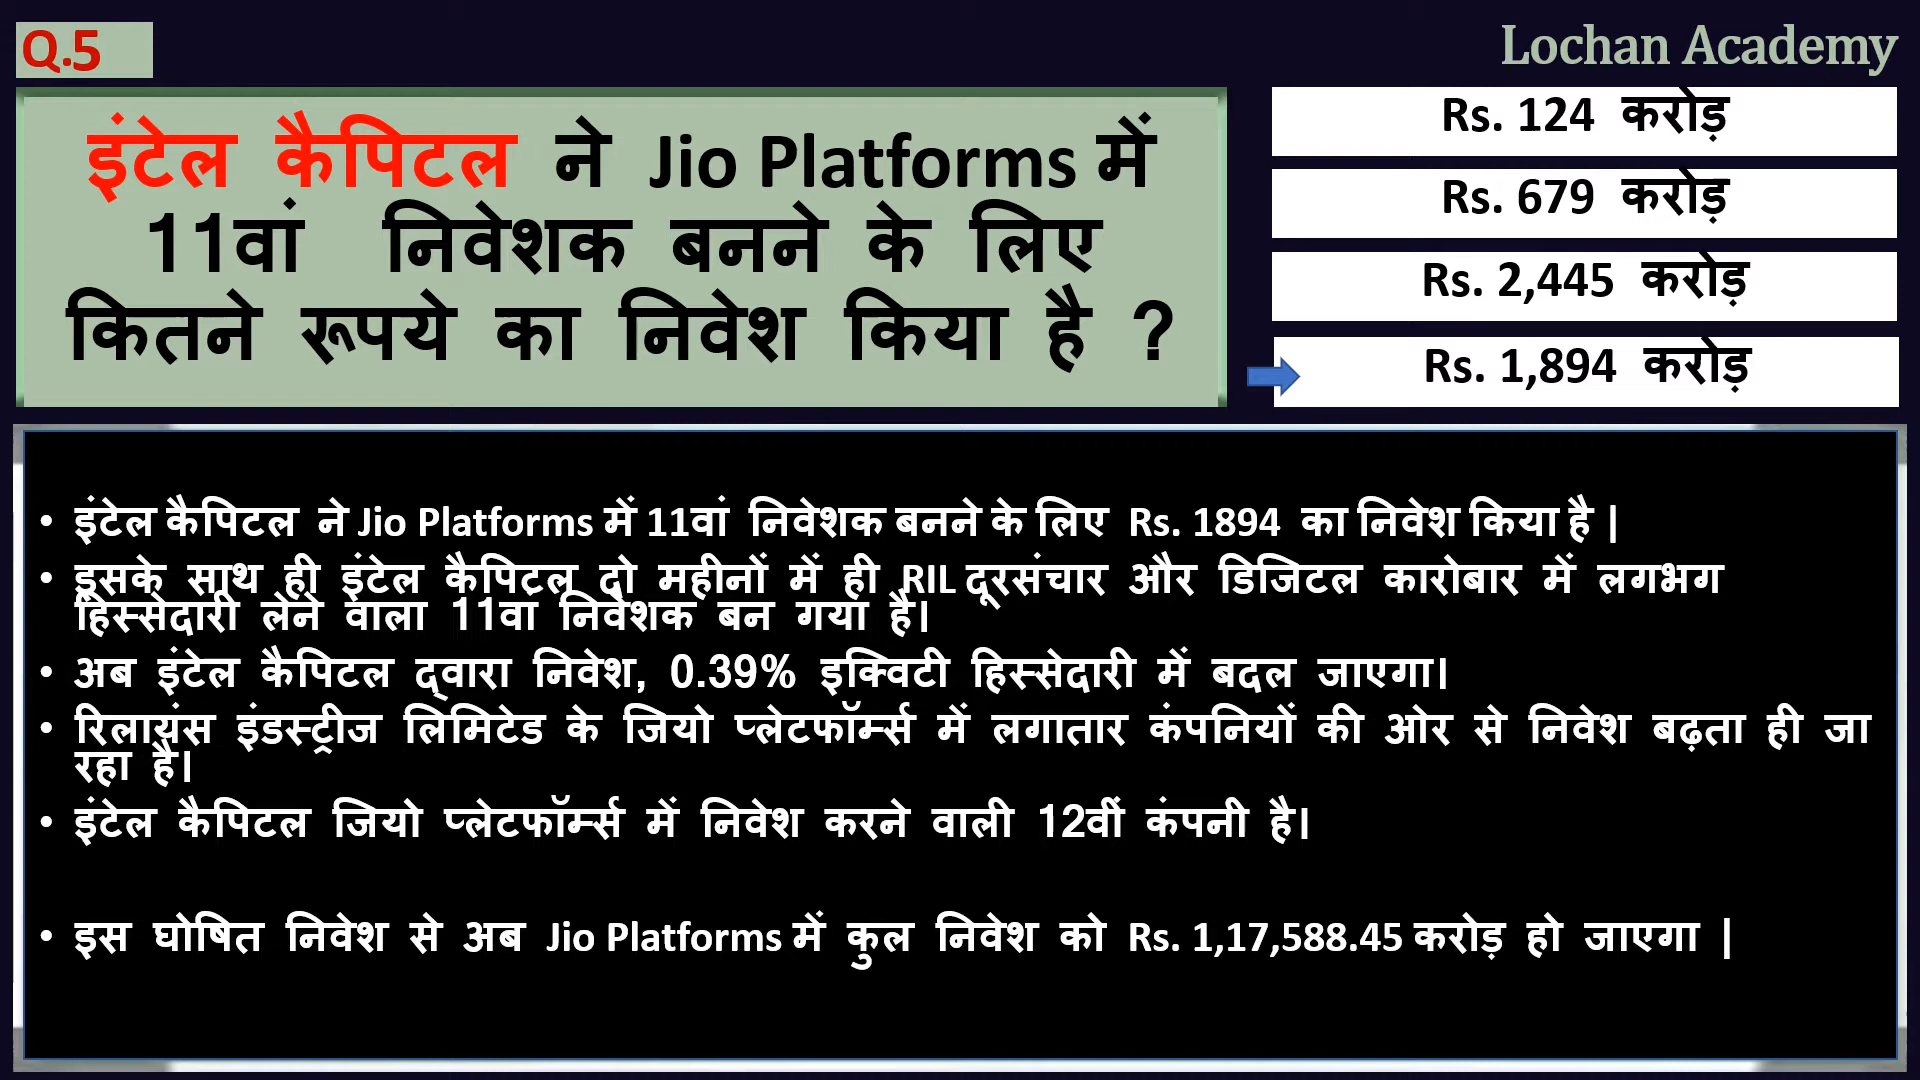 Q.5
Lochan Academy
इंटेल कैपिटल ने Jio Platforms में
11वां निवेशक बनने के लिए
कितने रूपये का निवेश किया है ?
Rs. 124 करोड़
Rs. 679 करोड़
Rs. 2,445 करोड़
Rs. 1,894 करोड़
• इंटेल कैपिटल ने Jio Platforms में 11वां निवेशक बनने के लिए Rs. 1894 का निवेश किया है |
• इसके साथ ही इंटेल कैपिटल दो महीनों में ही RIL दूरसंचार और डिजिटल कारोबार में लगभग
हिस्सेदारी लेने वाला 11वां निवेशक बन गया है।
• अब इंटेल कैपिटल द्वारा निवेश, 0.39% इक्विटी हिस्सेदारी में बदल जाएगा।
• रिलायंस इंडस्ट्रीज लिमिटेड के जियो प्लेटफॉर्म्स में लगातार कंपनियों की ओर से निवेश बढ़ता ही जा
रहा है।
• इंटेल कैपिटल जियो प्लेटफॉर्म्स में निवेश करने वाली 12वीं कंपनी है।
• इस घोषित निवेश से अब Jio Platforms में कुल निवेश को Rs. 1,17,588.45 करोड़ हो जाएगा |